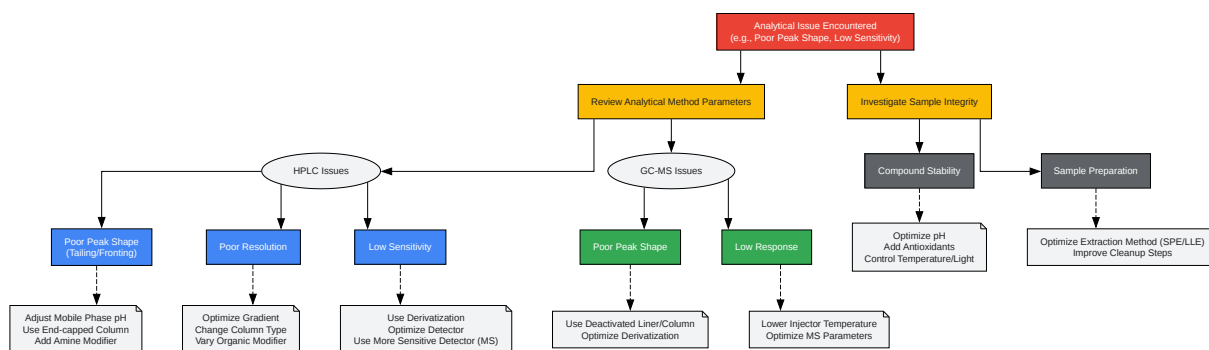 Analytical Issue Encountered
(e.g., Poor Peak Shape, Low Sensitivity)
Review Analytical Method Parameters
Investigate Sample Integrity
HPLC Issues
GC-MS Issues
Compound Stability
Sample Preparation
Poor Peak Shape
(Tailing/Fronting)
Poor Resolution
Low Sensitivity
Poor Peak Shape
Low Response
Optimize pH
Add Antioxidants
Control Temperature/Light
Optimize Extraction Method (SPE/LLE)
Improve Cleanup Steps
Adjust Mobile Phase pH
Use End-capped Column
Add Amine Modifier
Optimize Gradient
Change Column Type
Vary Organic Modifier
Use Derivatization
Optimize Detector
Use More Sensitive Detector (MS)
Use Deactivated Liner/Column
Optimize Derivatization
Lower Injector Temperature
Optimize MS Parameters